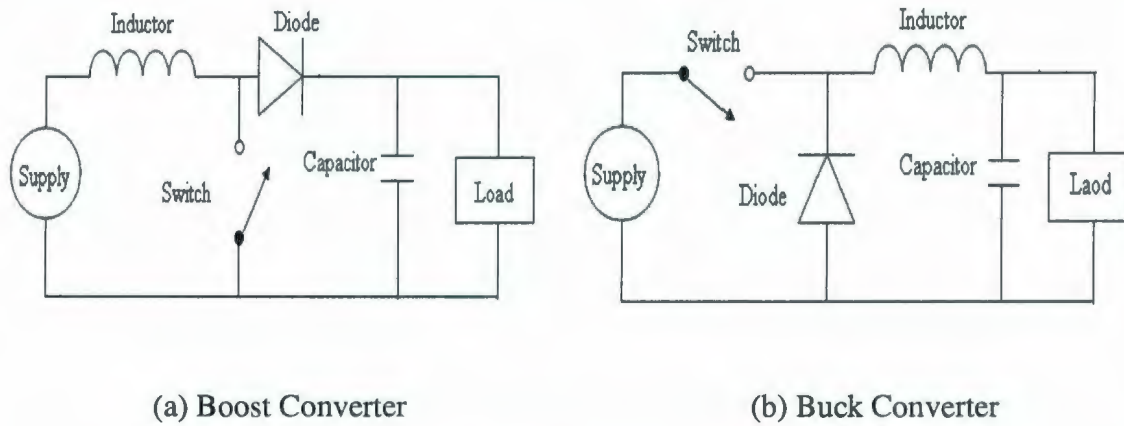 Inductor
Diode
Supply
Switch
Capacitor
Load
(a) Boost Converter
Switch
Inductor
Supply
Diode
Capacitor
Laod
(b) Buck Converter